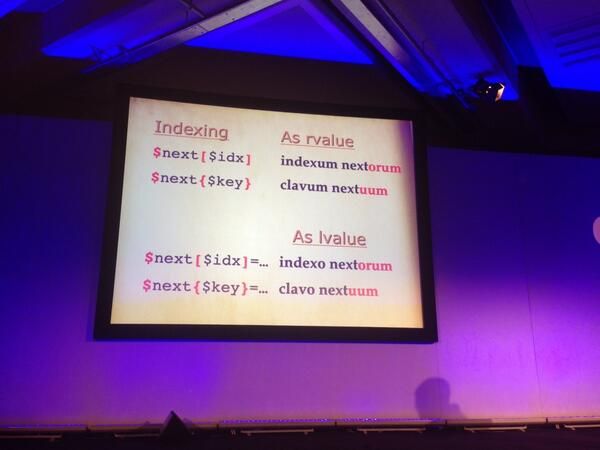 Indexing As rvalue
$next[$idx] indexum nextorum
$next{$key} clavum nextuum
As lvalue
$next[$idx]=… indexo nextorum
$next{$key}=… clavo nextuum